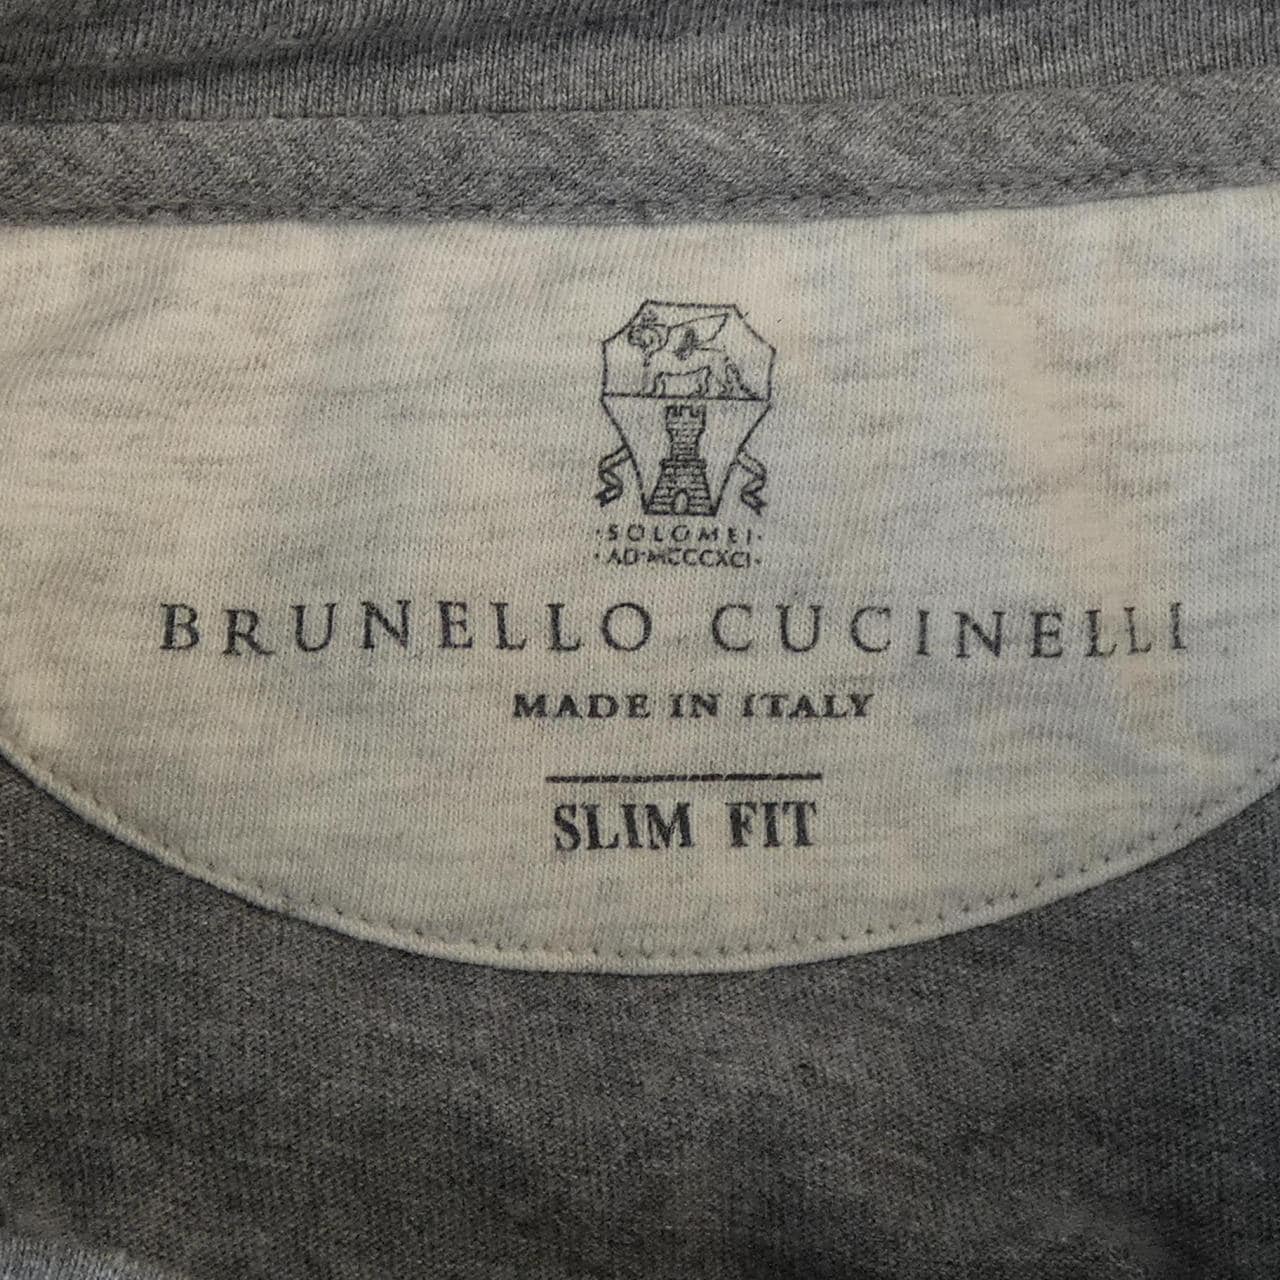 ·SOLOMEI·
·AD·MCCCXCI·
BRUNELLO CUCINELLI
MADE IN ITALY
SLIM FIT